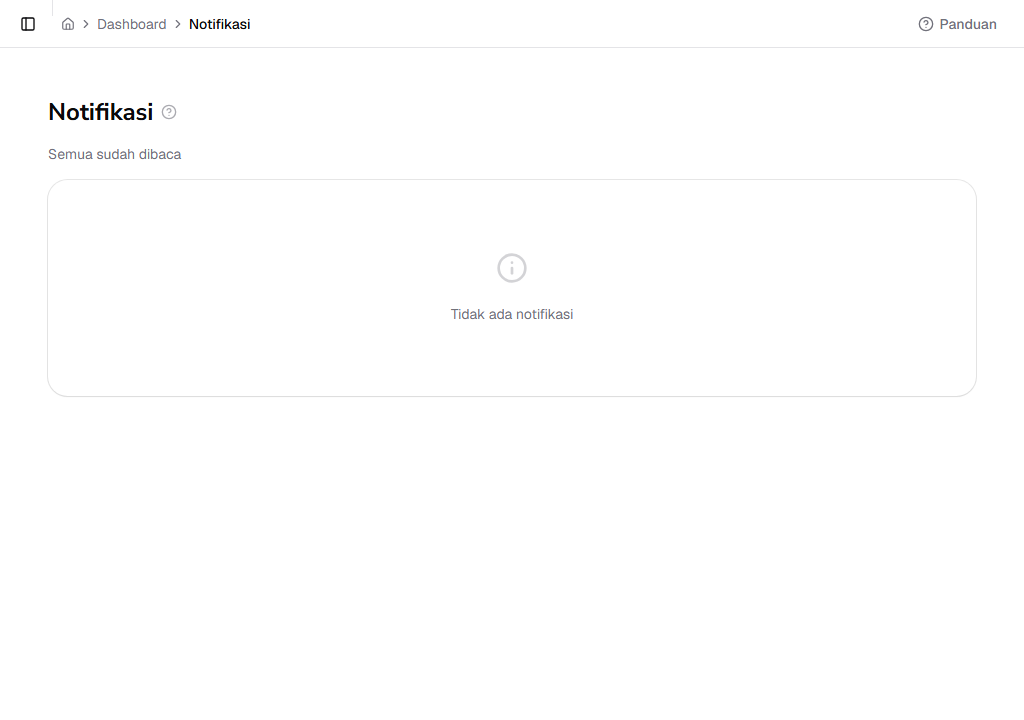 Dashboard Notifikasi
Panduan
Notifikasi
Semua sudah dibaca
Tidak ada notifikasi